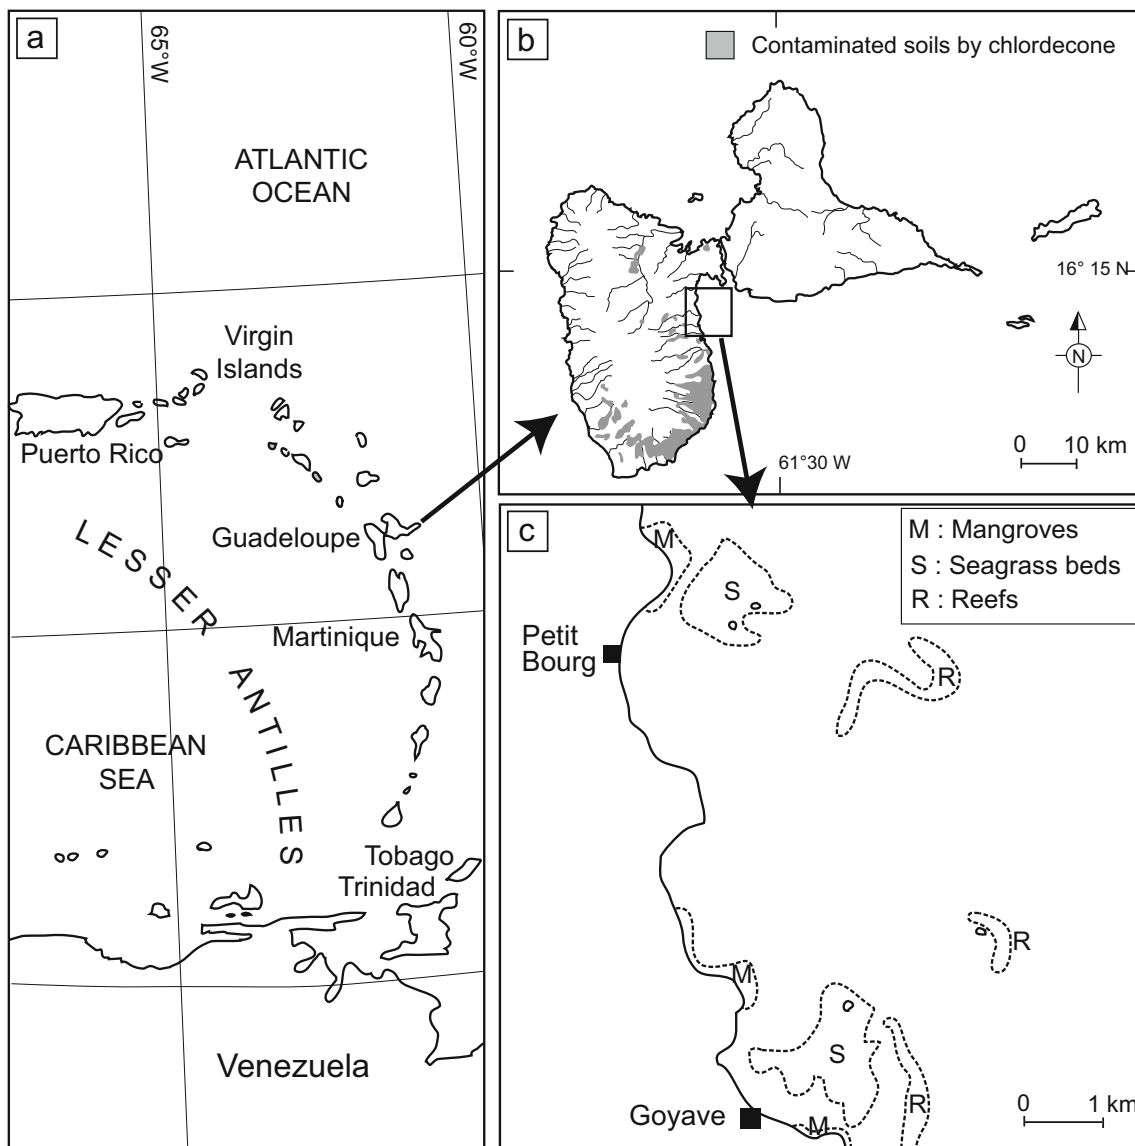 a
65°W
60°W
ATLANTIC
OCEAN
Virgin
Islands
Puerto Rico
Guadeloupe
LESSER
ANTILLES
Martinique
CARIBBEAN
SEA
Tobago
Trinidad
Venezuela
b
Contaminated soils by chlordecone
16° 15 N
N
0 10 km
61°30 W
c
M : Mangroves
S : Seagrass beds
R : Reefs
M
S
Petit
Bourg
R
R
M
S
R
Goyave
M
0 1 km